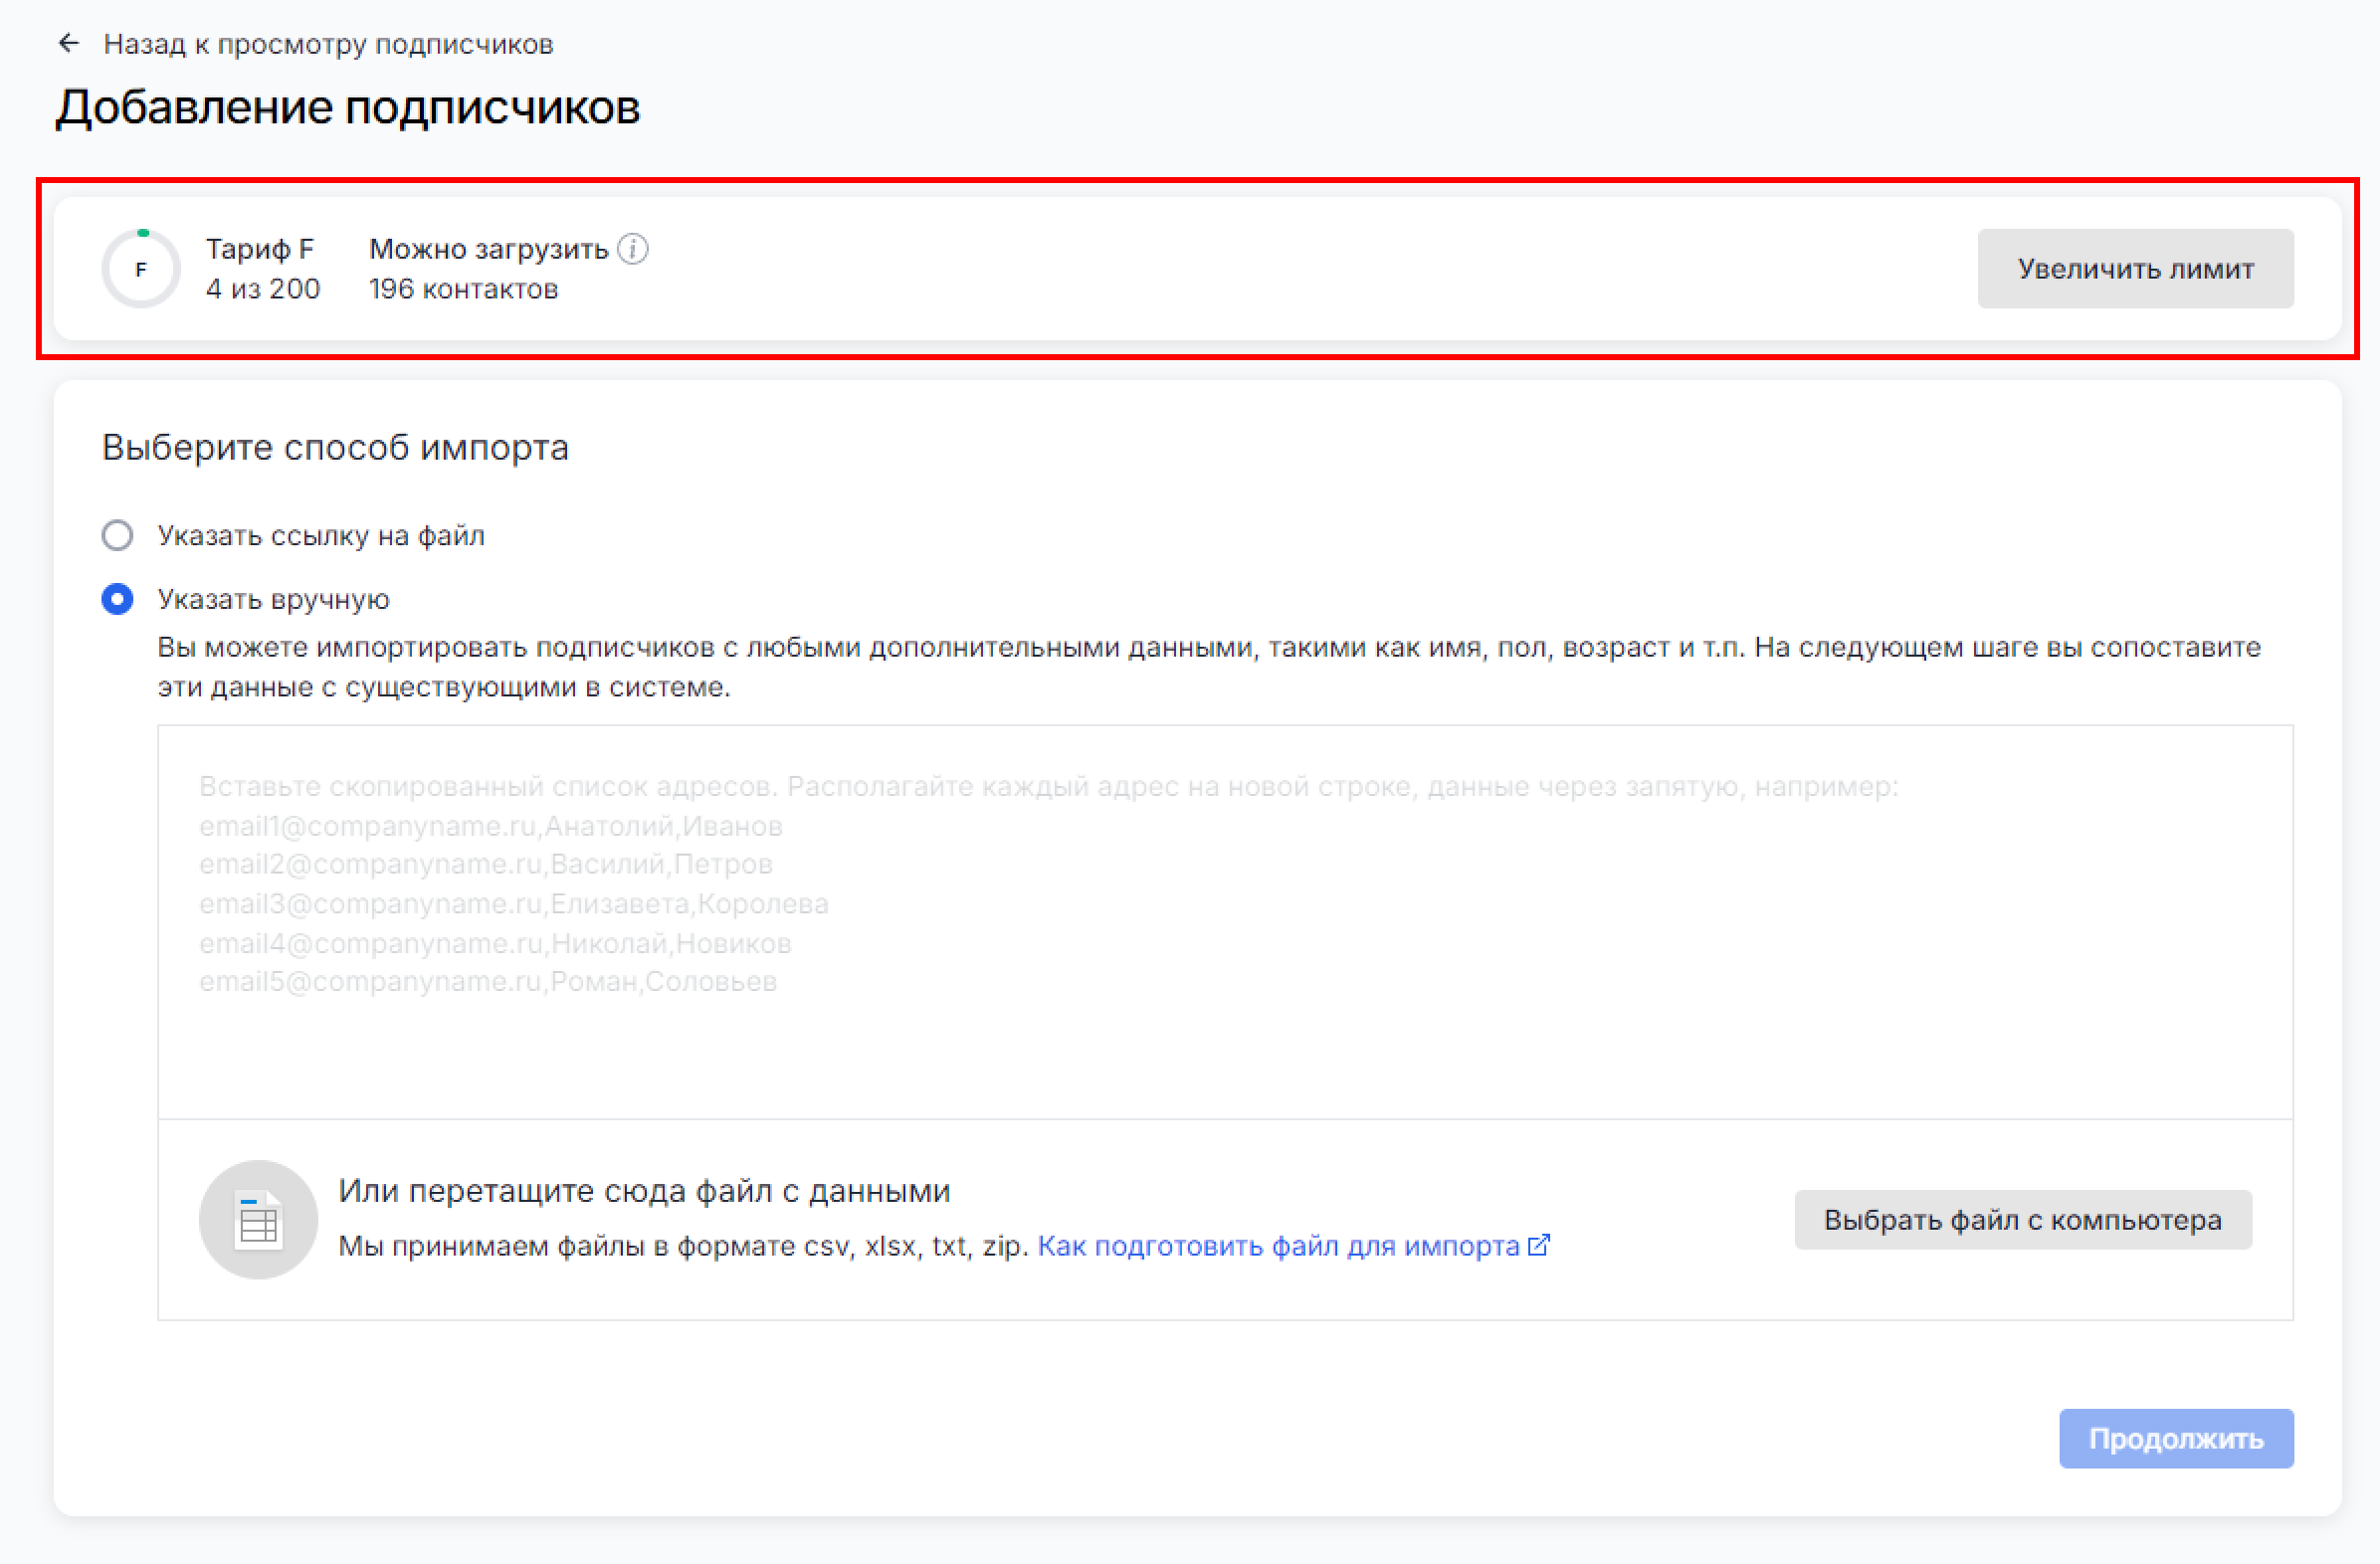 Назад к просмотру подписчиков
Добавление подписчиков
F
Тариф F
4 из 200
Можно загрузить
196 контактов
Увеличить лимит
Выберите способ импорта
Указать ссылку на файл
Указать вручную
Вы можете импортировать подписчиков с любыми дополнительными данными, такими как имя, пол, возраст и т.п. На следующем шаге вы сопоставите
эти данные с существующими в системе.
Вставьте скопированный список адресов. Располагайте каждый адрес на новой строке, данные через запятую, например:
email1@companyname.ru,Анатолий,Иванов
email2@companyname.ru,Василий,Петров
email3@companyname.ru,Елизавета,Королева
email4@companyname.ru,Николай,Новиков
email5@companyname.ru,Роман,Соловьев
Или перетащите сюда файл с данными
Мы принимаем файлы в формате csv, xlsx, txt, zip. Как подготовить файл для импорта
Выбрать файл с компьютера
Продолжить